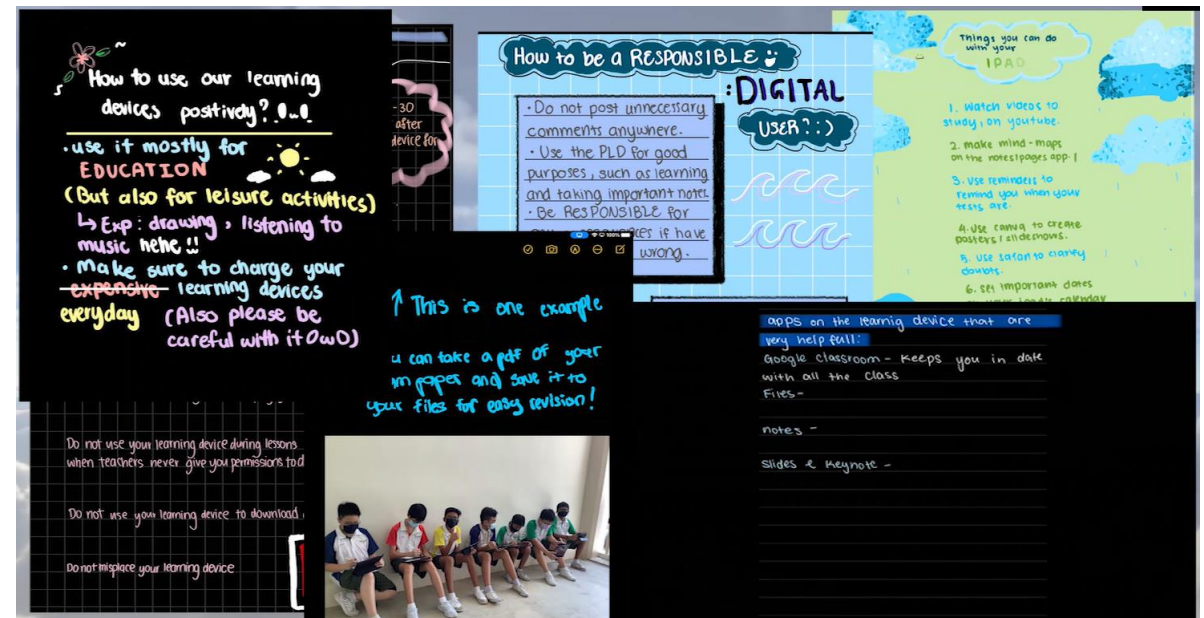 How to use our learning
devices positively?.!0_0!.
•use it mostly for
EDUCATION
(But also for leisure activities)
↳ Exp: drawing, listening to
music hehe !!
• Make sure to charge your
expensive learning devices
everyday (Also please be
careful with it OwO)
-30
after
device for
How to be a RESPONSIBLE
:DIGITAL
USER?:)
• Do not post unnecessary
comments anywhere.
• Use the PLD for good
purposes, such as learning
and taking important notes.
• Be RESPONSIBLE for
if have
wrong.
Things you can do
with your
IPAD
1. Watch videos to
study, on youtube.
2. make mind-maps
on the notes/pages app.
3. Use reminders to
remind you when your
tests are.
4. Use canva to create
posters/slideshows.
5. Use safari to clarify
doubts.
6. set important dates
calendar
100%
↑ This is one example
u can take a pdf of your
paper and save it to
your files for easy revision!
apps on the learnig device that are
very help full:
Google classroom - Keeps you in date
with all the class
Files-
notes -
Slides & Keynote -
Do not use your learning device during lessons
when teachers never give you permissions to d
Do not use your learning device to download
Do not misplace your learning device